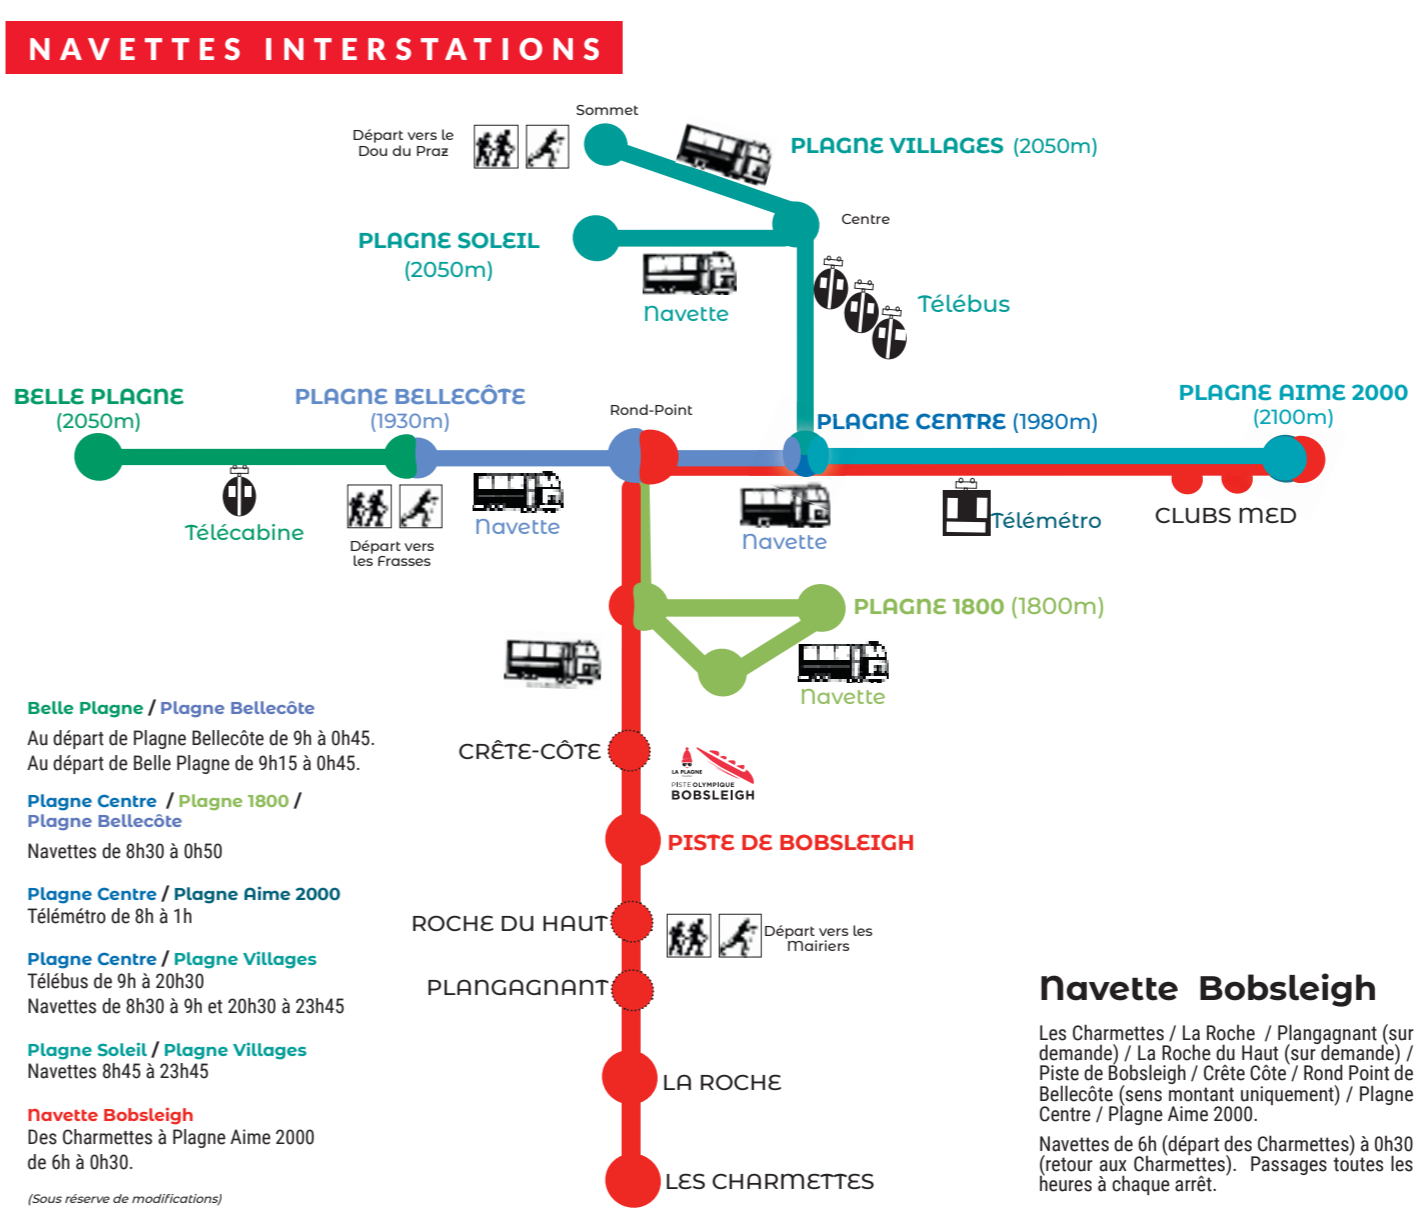 NAVETTES INTERSTATIONS
Sommet
Départ vers le
Dou du Praz
PLAGNE VILLAGES (2050m)
Centre
PLAGNE SOLEIL
(2050m)
Navette
Télébus
BELLE PLAGNE
(2050m)
PLAGNE BELLECÔTE
(1930m)
Rond-Point
PLAGNE CENTRE (1980m)
PLAGNE AIME 2000
(2100m)
Télécabine
Départ vers
les Frasses
Navette
Navette
Télémétro
CLUBS MED
PLAGNE 1800 (1800m)
Navette
CRÊTE-CÔTE
LA PLAGNE
PISTE OLYMPIQUE
BOBSLEIGH
PISTE DE BOBSLEIGH
ROCHE DU HAUT
Départ vers les
Mairiers
PLANGAGNANT
LA ROCHE
LES CHARMETTES
Belle Plagne / Plagne Bellecôte
Au départ de Plagne Bellecôte de 9h à 0h45.
Au départ de Belle Plagne de 9h15 à 0h45.
Plagne Centre / Plagne 1800 /
Plagne Bellecôte
Navettes de 8h30 à 0h50
Plagne Centre / Plagne Aime 2000
Télémétro de 8h à 1h
Plagne Centre / Plagne Villages
Télébus de 9h à 20h30
Navettes de 8h30 à 9h et 20h30 à 23h45
Plagne Soleil / Plagne Villages
Navettes 8h45 à 23h45
Navette Bobsleigh
Des Charmettes à Plagne Aime 2000
de 6h à 0h30.
(Sous réserve de modifications)
Navette Bobsleigh
Les Charmettes / La Roche / Plangagnant (sur
demande) / La Roche du Haut (sur demande) /
Piste de Bobsleigh / Crête Côte / Rond Point de
Bellecôte (sens montant uniquement) / Plagne
Centre / Plagne Aime 2000.
Navettes de 6h (départ des Charmettes) à 0h30
(retour aux Charmettes). Passages toutes les
heures à chaque arrêt.